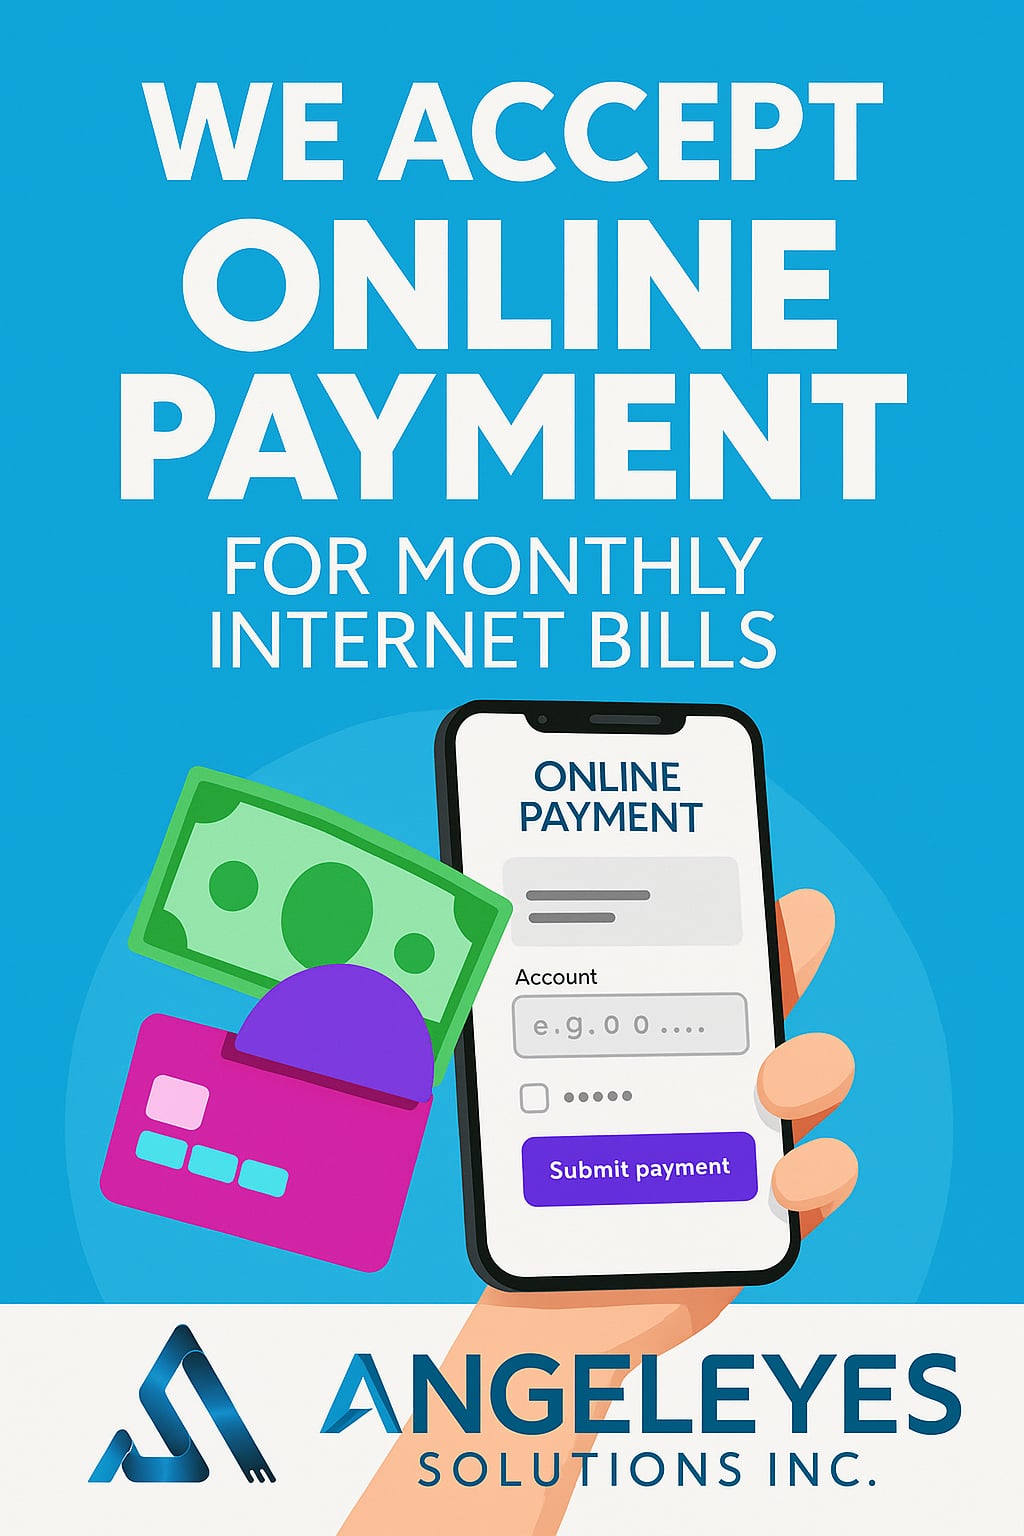 WE ACCEPT
ONLINE
PAYMENT
FOR MONTHLY
INTERNET BILLS
ONLINE
PAYMENT
Account
e.g.00....
Submit payment
ANGELEYES
SOLUTIONS INC.